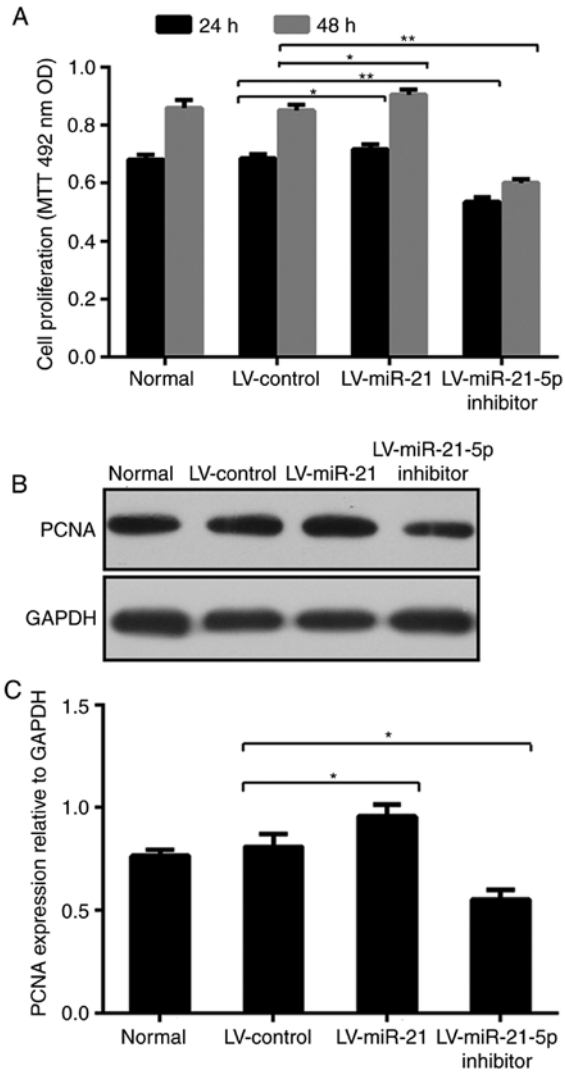 A
24 h
48 h
**
*
**
*
Cell proliferation (MTT 492 nm OD)
1.0
0.8
0.6
0.4
0.2
0.0
Normal
LV-control
LV-miR-21
LV-miR-21-5p
inhibitor
B
Normal
LV-control
LV-miR-21
LV-miR-21-5p
inhibitor
PCNA
GAPDH
C
PCNA expression relative to GAPDH
1.5
1.0
0.5
0.0
*
*
Normal
LV-control
LV-miR-21
LV-miR-21-5p
inhibitor